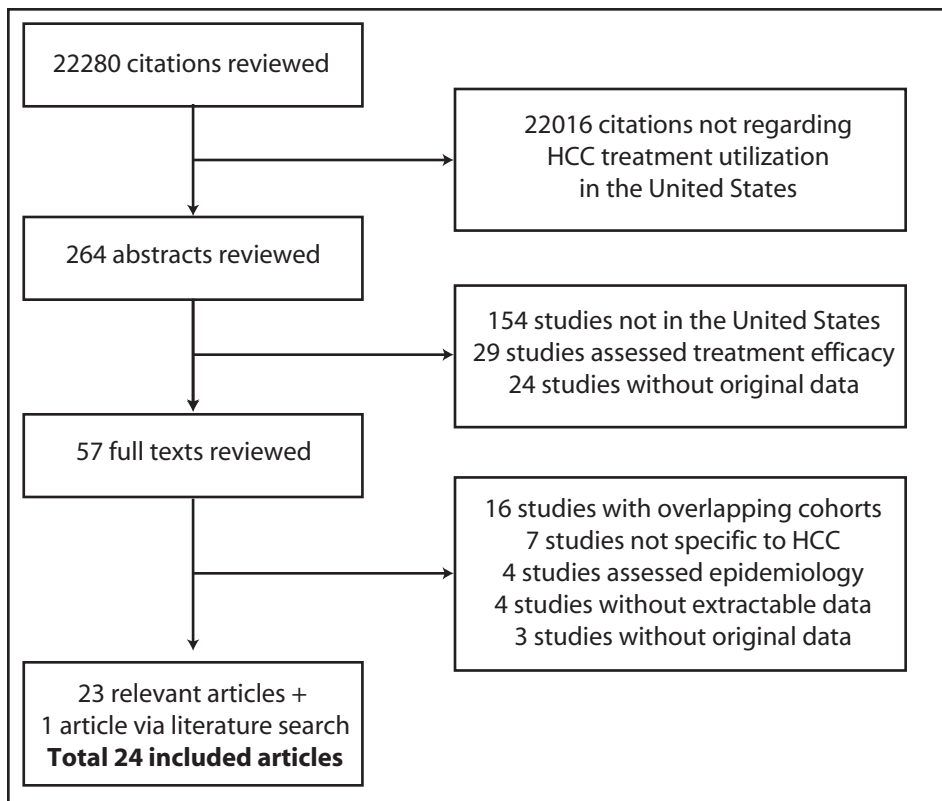 22280 citations reviewed
22016 citations not regarding
HCC treatment utilization
in the United States
264 abstracts reviewed
154 studies not in the United States
29 studies assessed treatment efficacy
24 studies without original data
57 full texts reviewed
16 studies with overlapping cohorts
7 studies not specific to HCC
4 studies assessed epidemiology
4 studies without extractable data
3 studies without original data
23 relevant articles +
1 article via literature search
Total 24 included articles